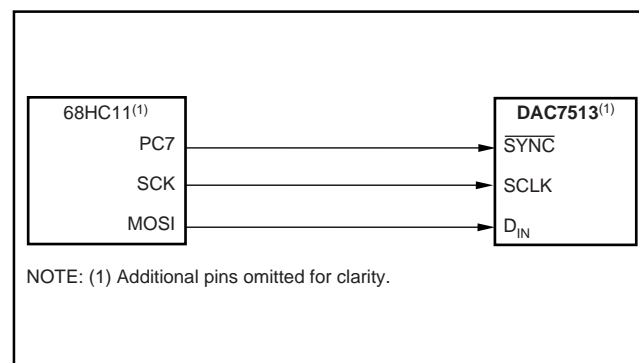 68HC11(1)
PC7
SCK
MOSI
DAC7513(1)
SYNC
SCLK
DIN
NOTE: (1) Additional pins omitted for clarity.